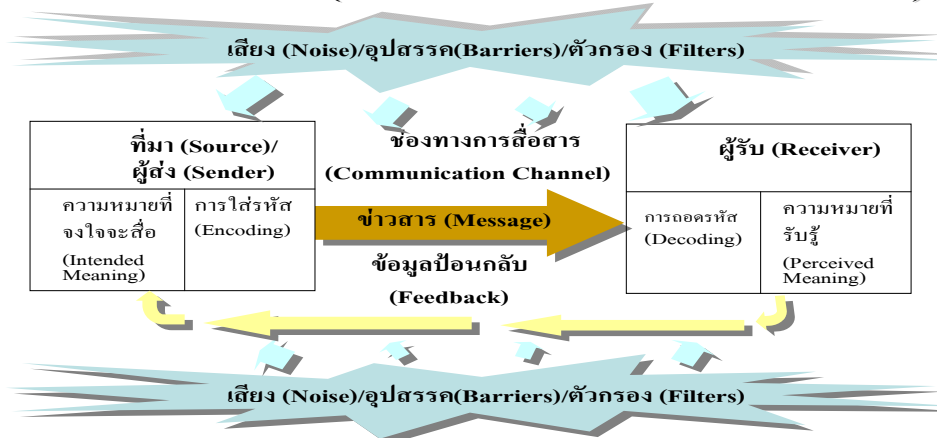 เสียง (Noise)/อุปสรรค(Barriers)/ตัวกรอง (Filters)
ที่มา (Source)/
ผู้ส่ง (Sender)
ความหมายที่
จงใจจะสื่อ
(Intended
Meaning)
การใส่รหัส
(Encoding)
ช่องทางการสื่อสาร
(Communication Channel)
ข่าวสาร (Message)
ข้อมูลป้อนกลับ
(Feedback)
ผู้รับ (Receiver)
การถอดรหัส
(Decoding)
ความหมายที่
รับรู้
(Perceived
Meaning)
เสียง (Noise)/อุปสรรค(Barriers)/ตัวกรอง (Filters)